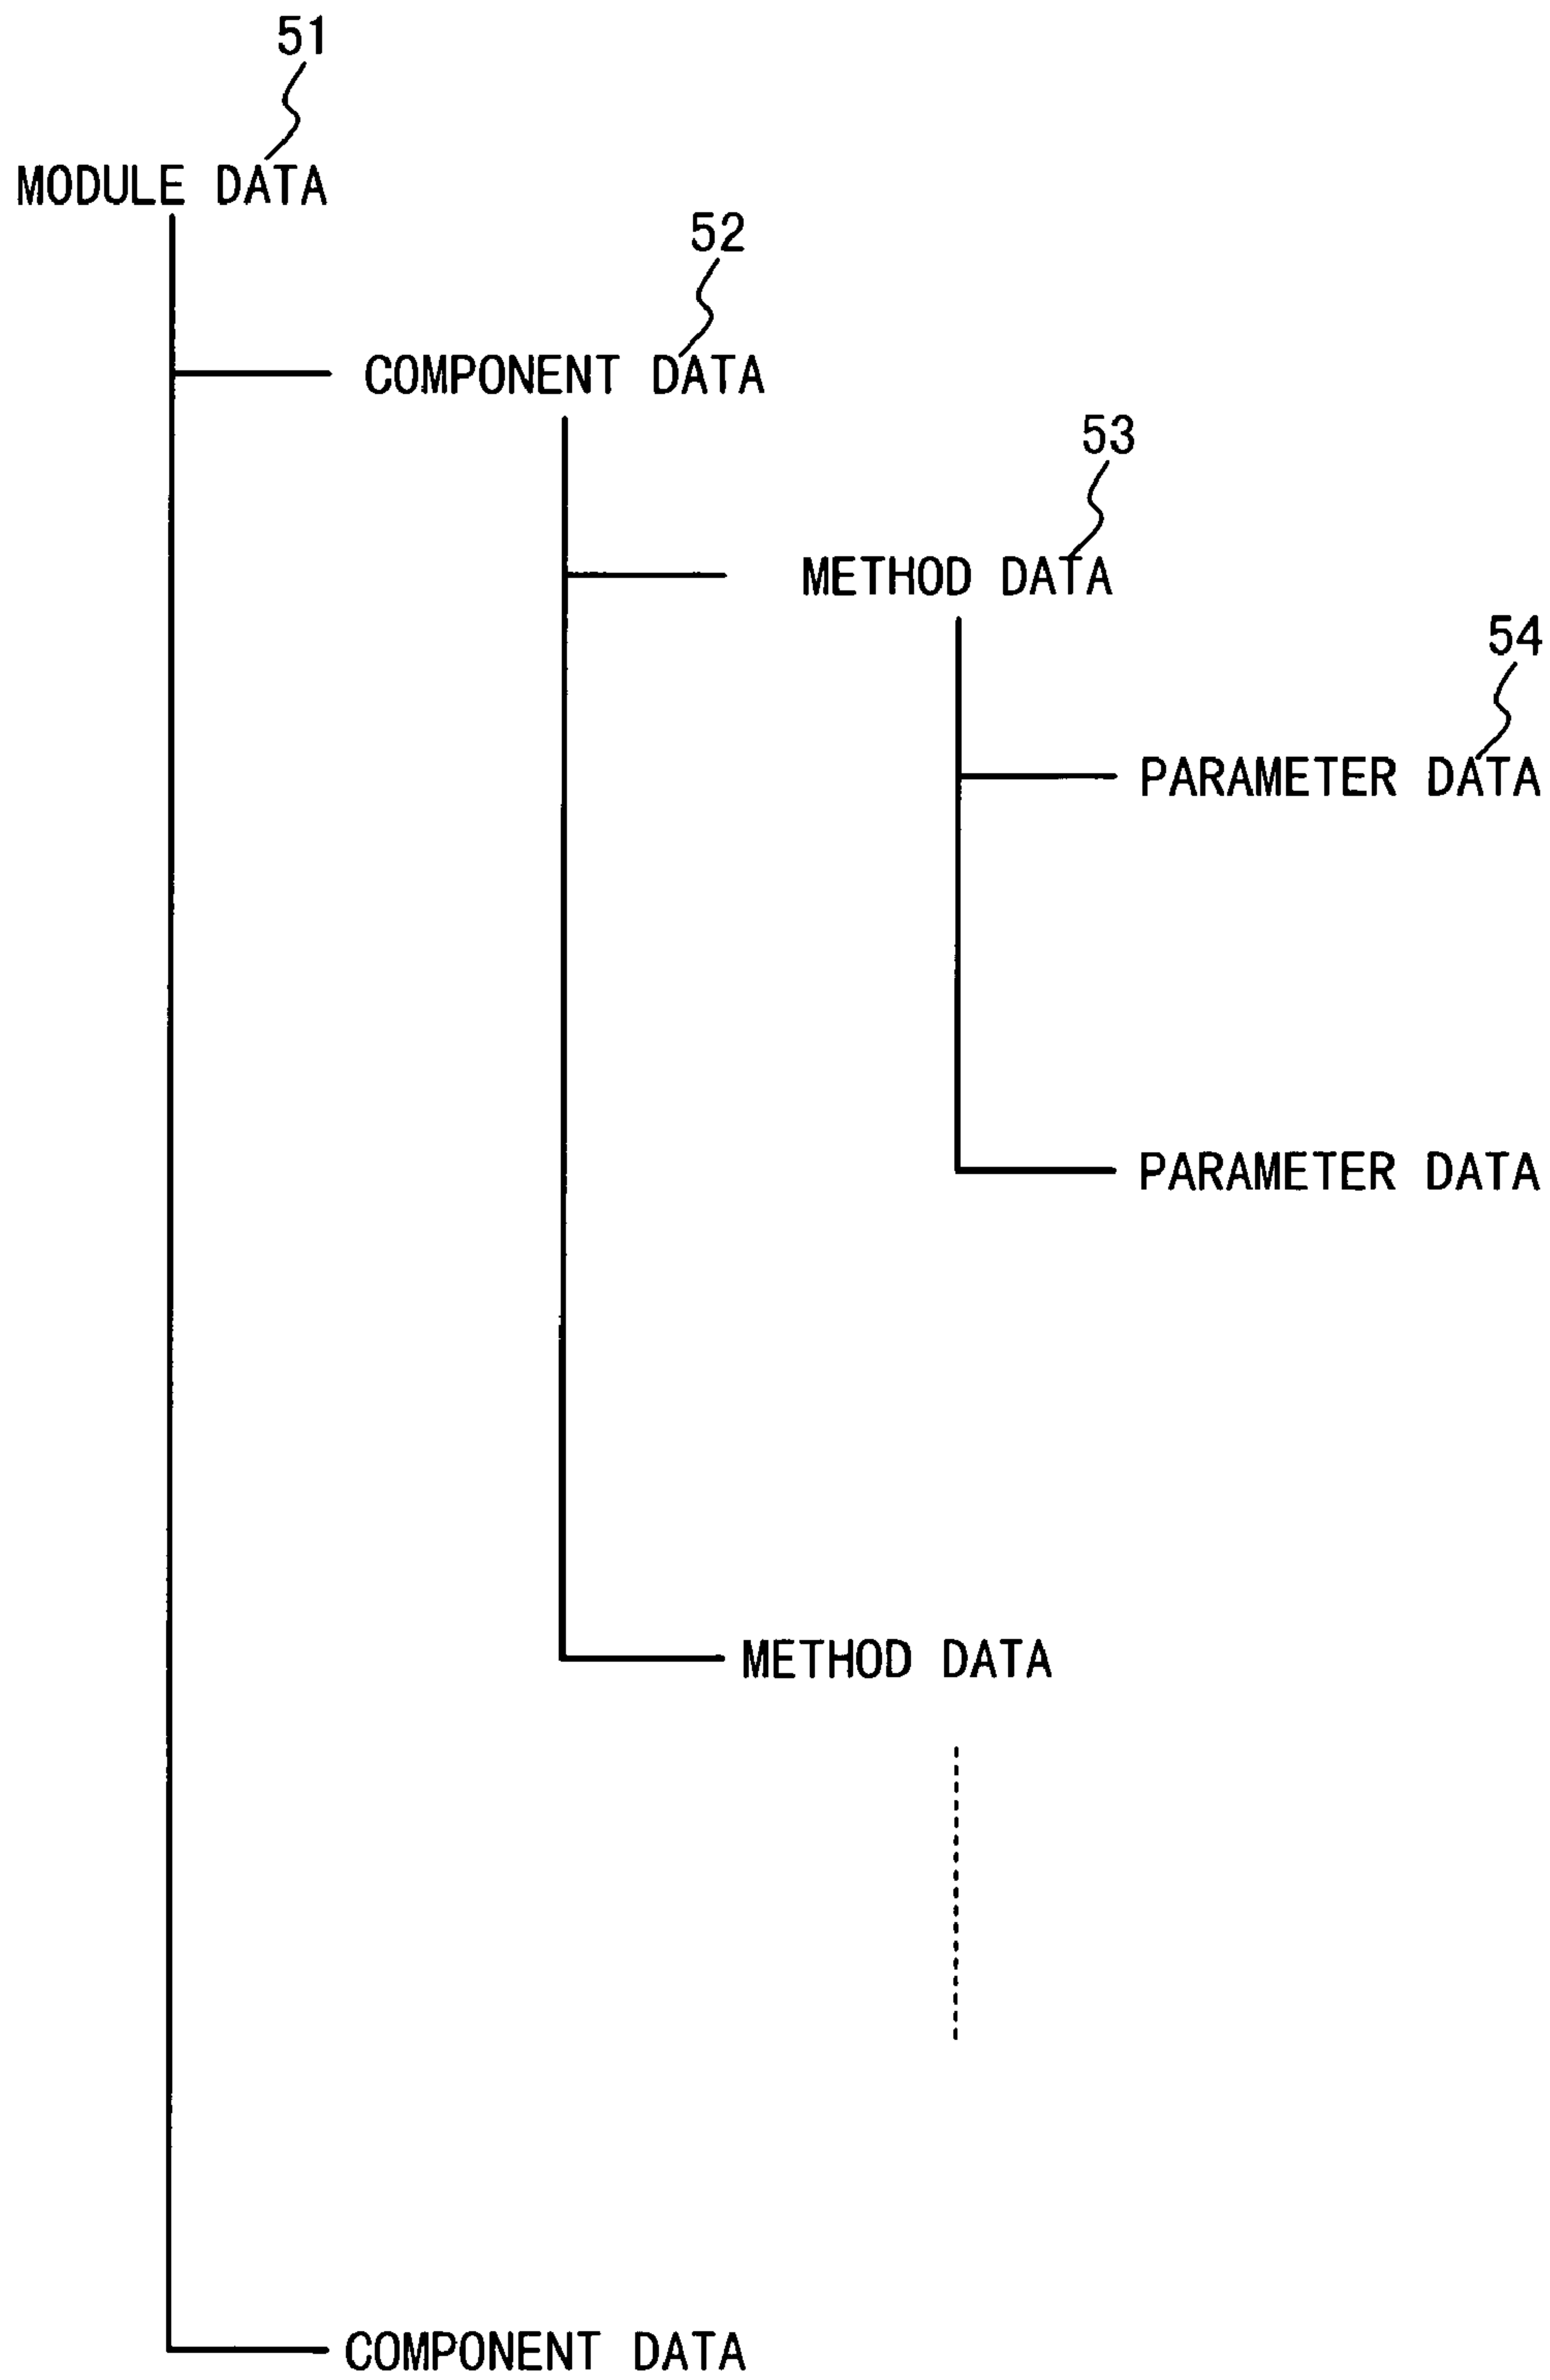 51
MODULE DATA
52
COMPONENT DATA
53
METHOD DATA
54
PARAMETER DATA
PARAMETER DATA
METHOD DATA
COMPONENT DATA